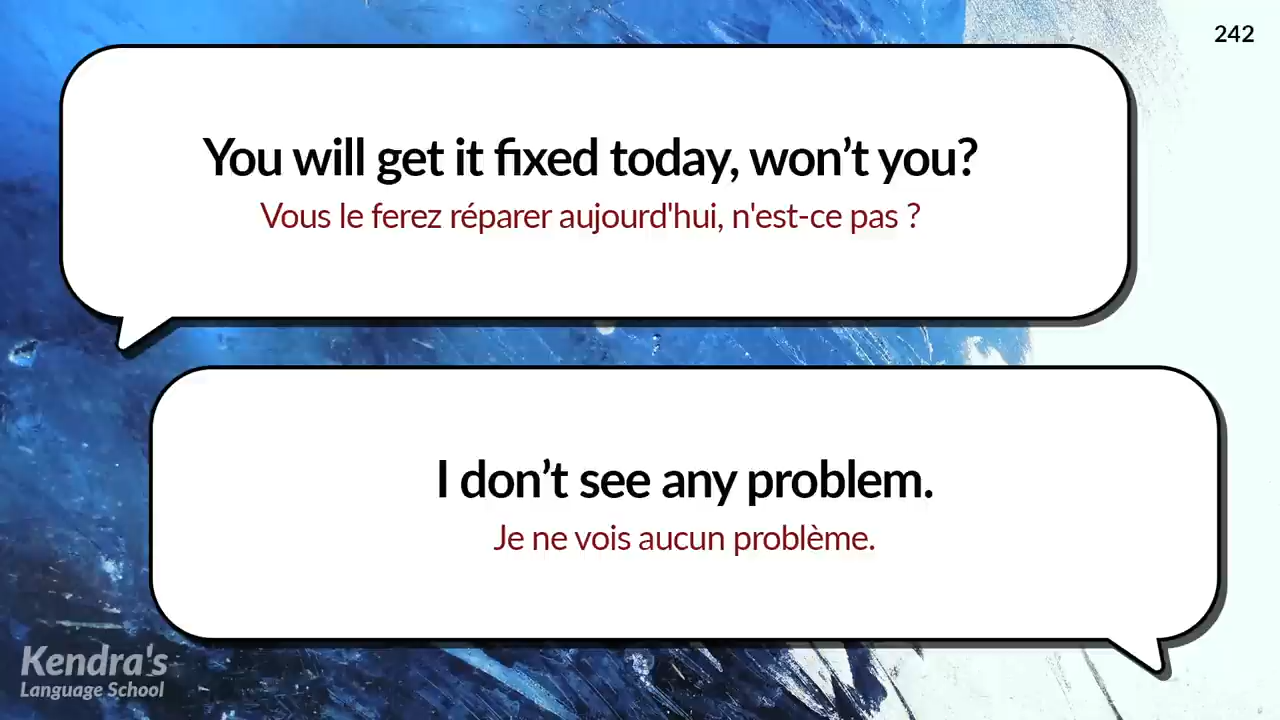 242
You will get it fixed today, won’t you?
Vous le ferez réparer aujourd'hui, n'est-ce pas ?
I don’t see any problem.
Je ne vois aucun problème.
Kendra's
Language School